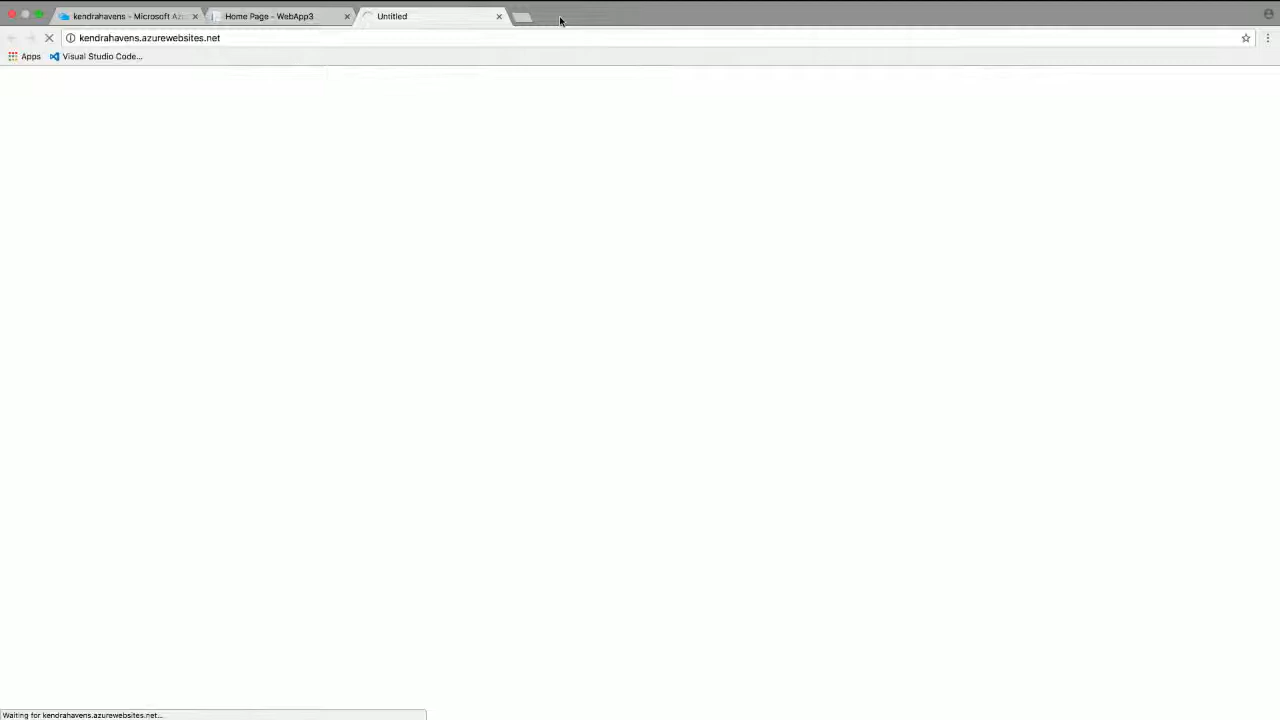 kendrahavens - Microsoft Az
Home Page - WebApp3
Untitled
kendrahavens.azurewebsites.net
Apps
Visual Studio Code...
Waiting for kendrahavens.azurewebsites.net...